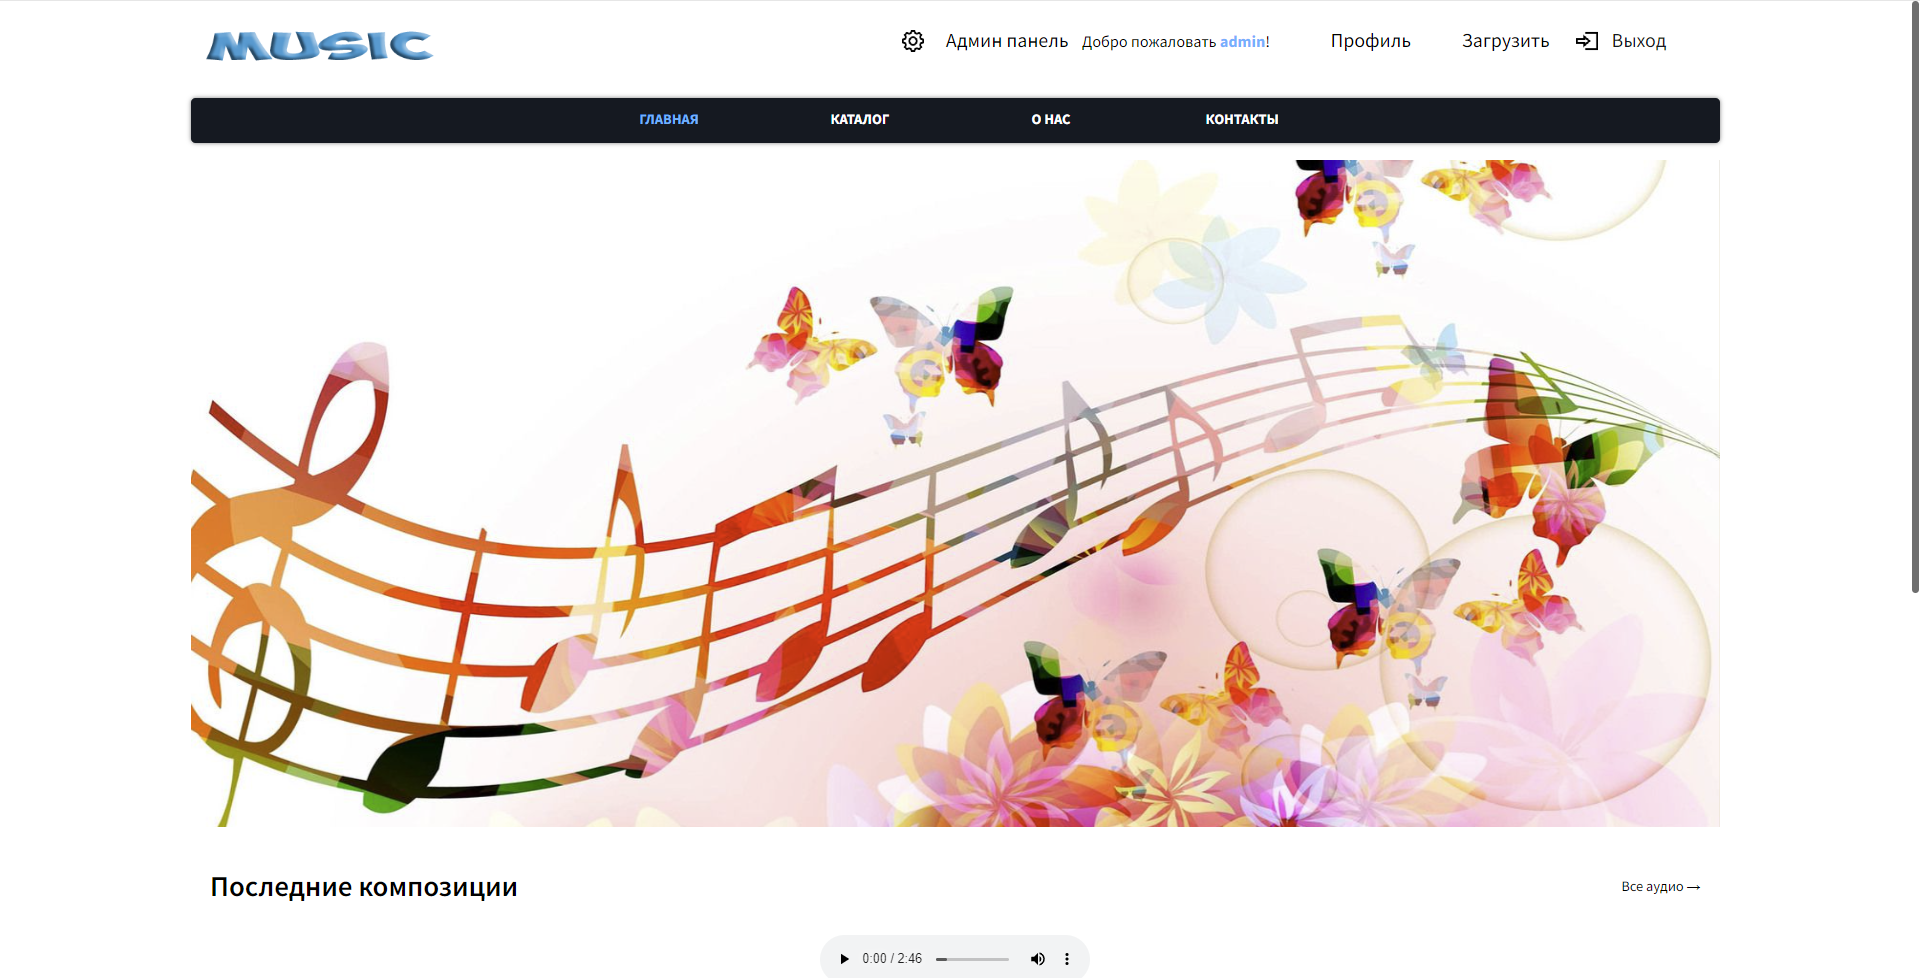 MUSIC
Админ панель Добро пожаловать admin! Профиль Загрузить Выход
ГЛАВНАЯ КАТАЛОГ О НАС КОНТАКТЫ
Последние композиции Все аудио →
0:00 / 2:46